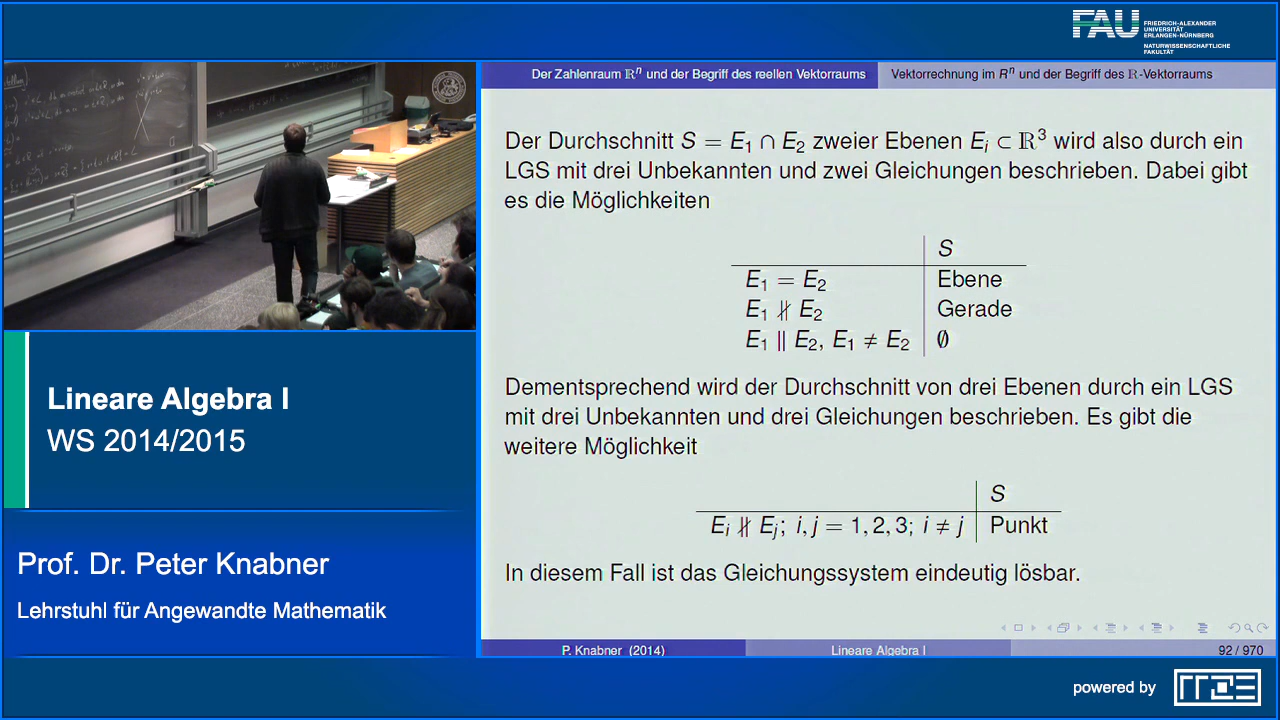 FAU FRIEDRICH-ALEXANDER
UNIVERSITÄT
ERLANGEN-NÜRNBERG
NATURWISSENSCHAFTLICHE
FAKULTÄT
Der Zahlenraum ℝⁿ und der Begriff des reellen Vektorraums
Vektorrechnung im Rⁿ und der Begriff des ℝ-Vektorraums
Der Durchschnitt S = E₁ ∩ E₂ zweier Ebenen Eᵢ ⊂ ℝ³ wird also durch ein
LGS mit drei Unbekannten und zwei Gleichungen beschrieben. Dabei gibt
es die Möglichkeiten
S
E₁ = E₂ Ebene
E₁ ∦ E₂ Gerade
E₁ ∥ E₂, E₁ ≠ E₂ ∅
Dementsprechend wird der Durchschnitt von drei Ebenen durch ein LGS
mit drei Unbekannten und drei Gleichungen beschrieben. Es gibt die
weitere Möglichkeit
S
Eᵢ ∦ Eⱼ; i, j = 1, 2, 3; i ≠ j Punkt
In diesem Fall ist das Gleichungssystem eindeutig lösbar.
P. Knabner (2014) Lineare Algebra I 92 / 970
Lineare Algebra I
WS 2014/2015
Prof. Dr. Peter Knabner
Lehrstuhl für Angewandte Mathematik
powered by